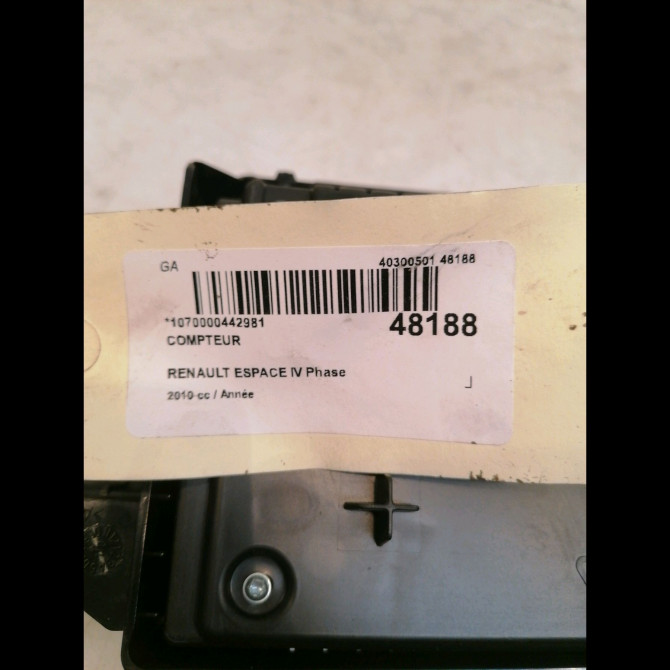 GA 40300501 48188
*1070000442981 48188
COMPTEUR
RENAULT ESPACE IV Phase
2010 cc / Année